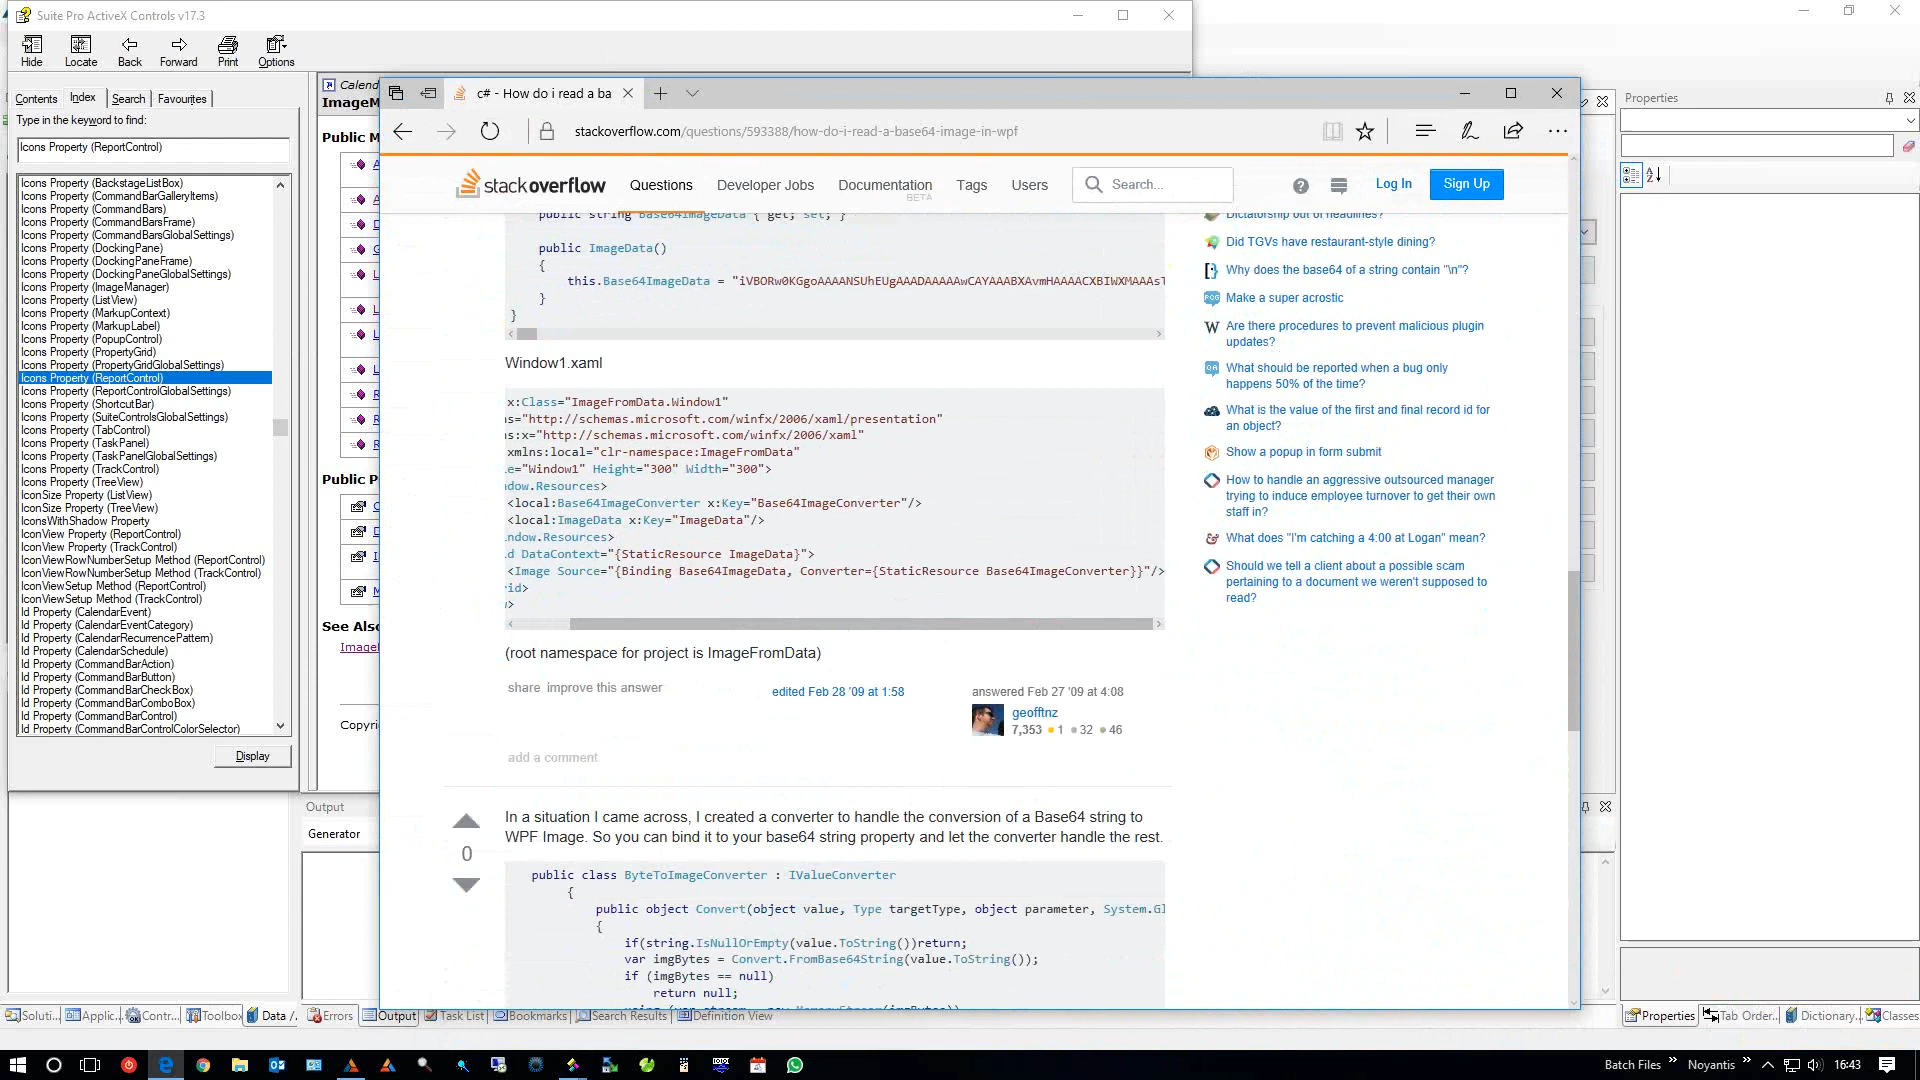 Suite Pro ActiveX Controls v17.3
Hide
Locate
Back
Forward
Print
Options
Contents
Index
Search
Favourites
Type in the keyword to find:
Icons Property (ReportControl)
Icons Property (BackstageListBox)
Icons Property (CommandBarGalleryItems)
Icons Property (CommandBars)
Icons Property (CommandBarsFrame)
Icons Property (CommandBarsGlobalSettings)
Icons Property (DockingPane)
Icons Property (DockingPaneFrame)
Icons Property (DockingPaneGlobalSettings)
Icons Property (ImageManager)
Icons Property (ListView)
Icons Property (MarkupContext)
Icons Property (MarkupLabel)
Icons Property (PopupControl)
Icons Property (PropertyGrid)
Icons Property (PropertyGridGlobalSettings)
Icons Property (ReportControl)
Icons Property (ReportControlGlobalSettings)
Icons Property (ShortcutBar)
Icons Property (SuiteControlsGlobalSettings)
Icons Property (TabControl)
Icons Property (TaskPanel)
Icons Property (TaskPanelGlobalSettings)
Icons Property (TrackControl)
Icons Property (TreeView)
IconSize Property (ListView)
IconSize Property (TreeView)
IconsWithShadow Property
IconView Property (ReportControl)
IconView Property (TrackControl)
IconViewRowNumberSetup Method (ReportControl)
IconViewRowNumberSetup Method (TrackControl)
IconViewSetup Method (ReportControl)
IconViewSetup Method (TrackControl)
Id Property (CalendarEvent)
Id Property (CalendarEventCategory)
Id Property (CalendarRecurrencePattern)
Id Property (CalendarSchedule)
Id Property (CommandBarAction)
Id Property (CommandBarButton)
Id Property (CommandBarCheckBox)
Id Property (CommandBarComboBox)
Id Property (CommandBarControl)
Id Property (CommandBarControlColorSelector)
Display
Calend
ImageM
Public M
Public P
See Also
ImageM
Copyri
c# - How do i read a ba
stackoverflow.com/questions/593388/how-do-i-read-a-base64-image-in-wpf
stackoverflow
Questions
Developer Jobs
Documentation
BETA
Tags
Users
Search...
Log In
Sign Up
public string Base64ImageData { get; set; }
public ImageData()
{
this.Base64ImageData = "iVBORw0KGgoAAAANSUhEUgAAADAAAAAwCAYAAABXAvmHAAAACXBIWXMAAAsT
}
}
Window1.xaml
x:Class="ImageFromData.Window1"
ns="http://schemas.microsoft.com/winfx/2006/xaml/presentation"
ns:x="http://schemas.microsoft.com/winfx/2006/xaml"
xmlns:local="clr-namespace:ImageFromData"
le="Window1" Height="300" Width="300">
ndow.Resources>
<local:Base64ImageConverter x:Key="Base64ImageConverter"/>
<local:ImageData x:Key="ImageData"/>
indow.Resources>
id DataContext="{StaticResource ImageData}">
<Image Source="{Binding Base64ImageData, Converter={StaticResource Base64ImageConverter}}"/>
rid>
>
(root namespace for project is ImageFromData)
share improve this answer
edited Feb 28 '09 at 1:58
answered Feb 27 '09 at 4:08
geofftnz
7,353 1 32 46
add a comment
0
In a situation I came across, I created a converter to handle the conversion of a Base64 string to
WPF Image. So you can bind it to your base64 string property and let the converter handle the rest.
public class ByteToImageConverter : IValueConverter
{
public object Convert(object value, Type targetType, object parameter, System.Gl
{
if(string.IsNullOrEmpty(value.ToString())return;
var imgBytes = Convert.FromBase64String(value.ToString());
if (imgBytes == null)
return null;
Dictatorship out of headlines?
Did TGVs have restaurant-style dining?
Why does the base64 of a string contain "\n"?
Make a super acrostic
Are there procedures to prevent malicious plugin
updates?
What should be reported when a bug only
happens 50% of the time?
What is the value of the first and final record id for
an object?
Show a popup in form submit
How to handle an aggressive outsourced manager
trying to induce employee turnover to get their own
staff in?
What does "I'm catching a 4:00 at Logan" mean?
Should we tell a client about a possible scam
pertaining to a document we weren't supposed to
read?
Properties
Output
Generator
Soluti...
Applic...
Contr...
Toolbox
Data /.
Errors
Output
Task List
Bookmarks
Search Results
Definition View
Properties
Tab Order..
Dictionary..
Classes
Batch Files
Noyantis
16:43